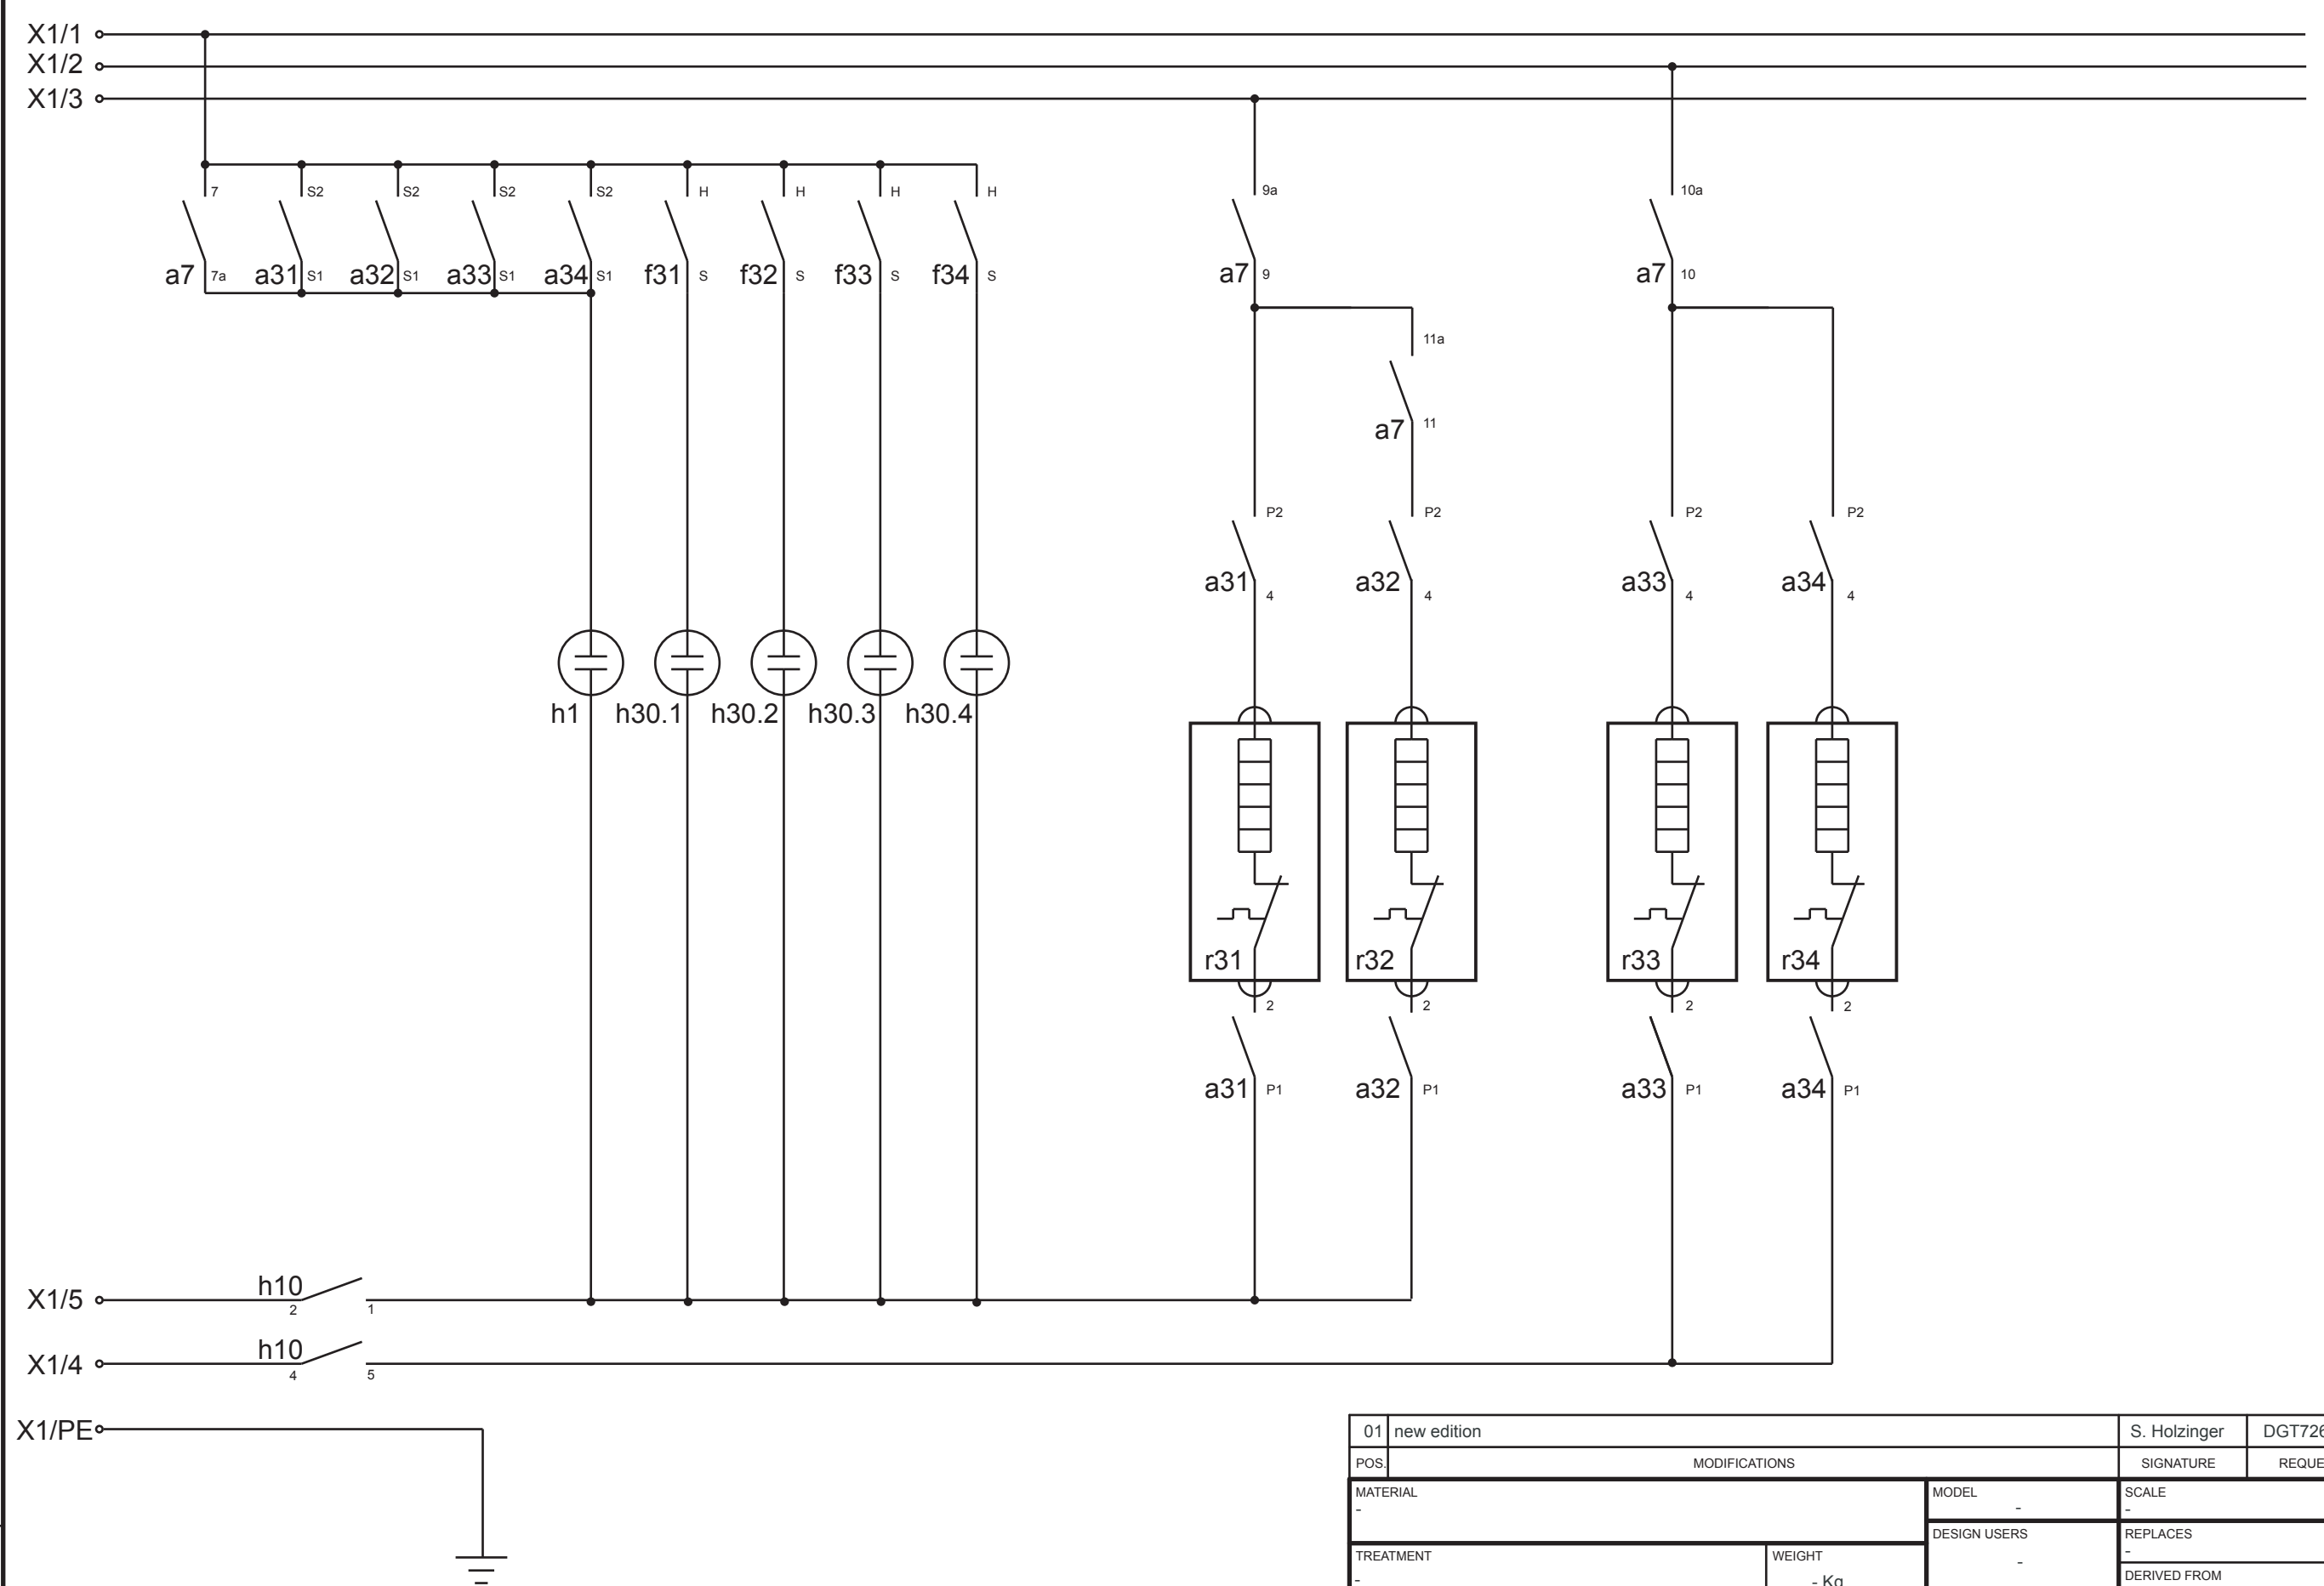 X1/1
X1/2
X1/3
7 S2 S2 S2 S2 H H H H 9a 10a
a7 7a a31 S1 a32 S1 a33 S1 a34 S1 f31 S f32 S f33 S f34 S a7 9 a7 10
11a
a7 11
P2 P2 P2 P2
a31 4 a32 4 a33 4 a34 4
h1 h30.1 h30.2 h30.3 h30.4
r31 r32 r33 r34
2 2 2 2
a31 P1 a32 P1 a33 P1 a34 P1
X1/5 h10 2 1
X1/4 h10 4 5
X1/PE
01 new edition S. Holzinger DGT726
POS. MODIFICATIONS SIGNATURE REQUE
MATERIAL - MODEL - SCALE -
DESIGN USERS - REPLACES -
TREATMENT - WEIGHT - Kg DERIVED FROM